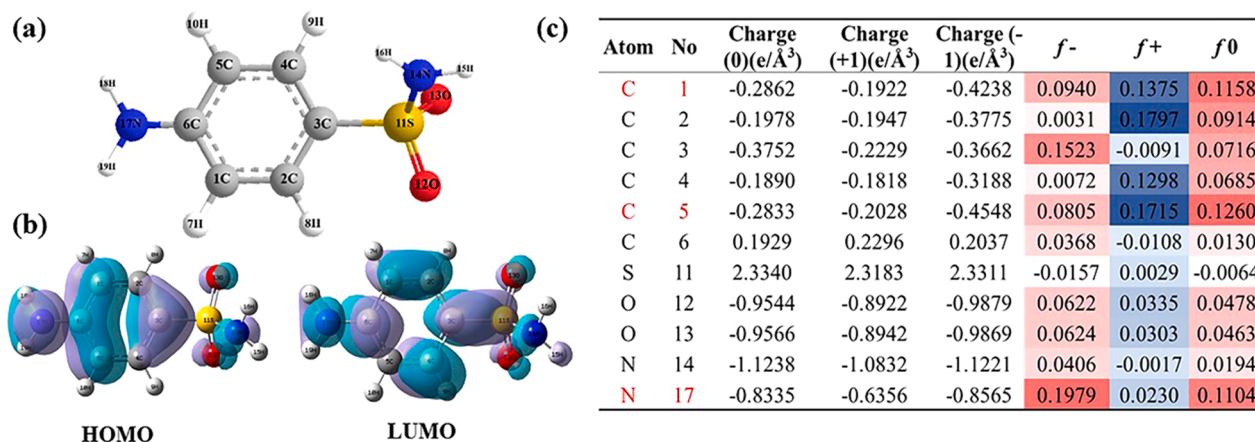 (a)
10H
9H
5C
4C
16H
14N
15H
13O
18H
17N
6C
3C
11S
19H
1C
2C
12O
7H
8H
(b)
HOMO
LUMO
(c)
Atom No Charge (0)(e/Å³) Charge (+1)(e/Å³) Charge (-1)(e/Å³) f - f + f 0
C 1 -0.2862 -0.1922 -0.4238 0.0940 0.1375 0.1158
C 2 -0.1978 -0.1947 -0.3775 0.0031 0.1797 0.0914
C 3 -0.3752 -0.2229 -0.3662 0.1523 -0.0091 0.0716
C 4 -0.1890 -0.1818 -0.3188 0.0072 0.1298 0.0685
C 5 -0.2833 -0.2028 -0.4548 0.0805 0.1715 0.1260
C 6 0.1929 0.2296 0.2037 0.0368 -0.0108 0.0130
S 11 2.3340 2.3183 2.3311 -0.0157 0.0029 -0.0064
O 12 -0.9544 -0.8922 -0.9879 0.0622 0.0335 0.0478
O 13 -0.9566 -0.8942 -0.9869 0.0624 0.0303 0.0463
N 14 -1.1238 -1.0832 -1.1221 0.0406 -0.0017 0.0194
N 17 -0.8335 -0.6356 -0.8565 0.1979 0.0230 0.1104